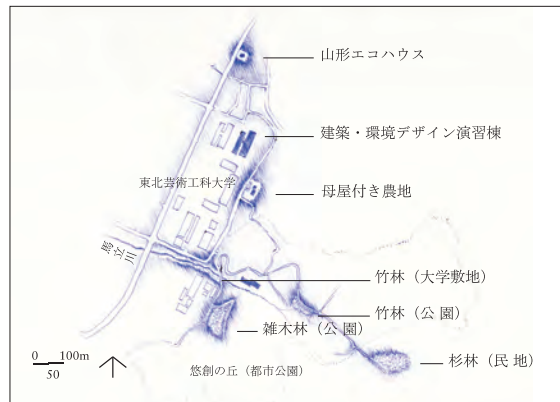 山形エコハウス
建築・環境デザイン演習棟
東北芸術工科大学
母屋付き農地
馬立川
竹林（大学敷地）
竹林（公 園）
雑木林（公 園）
杉林（民 地）
0 100m
50
悠創の丘（都市公園）